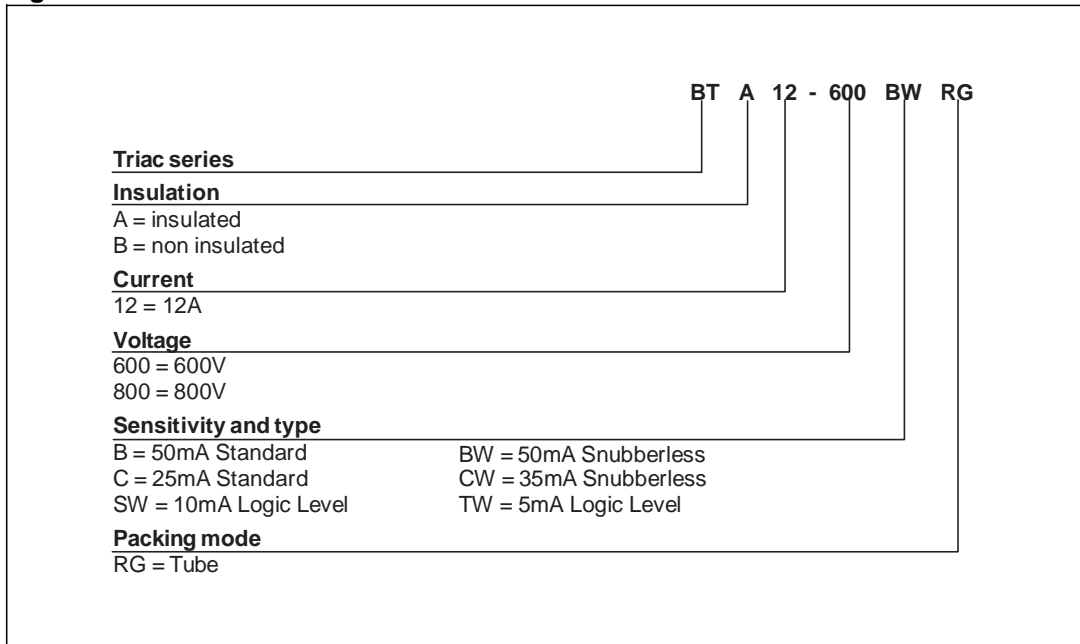 BT A 12 - 600 BW RG
Triac series
Insulation
A = insulated
B = non insulated
Current
12 = 12A
Voltage
600 = 600V
800 = 800V
Sensitivity and type
B = 50mA Standard BW = 50mA Snubberless
C = 25mA Standard CW = 35mA Snubberless
SW = 10mA Logic Level TW = 5mA Logic Level
Packing mode
RG = Tube